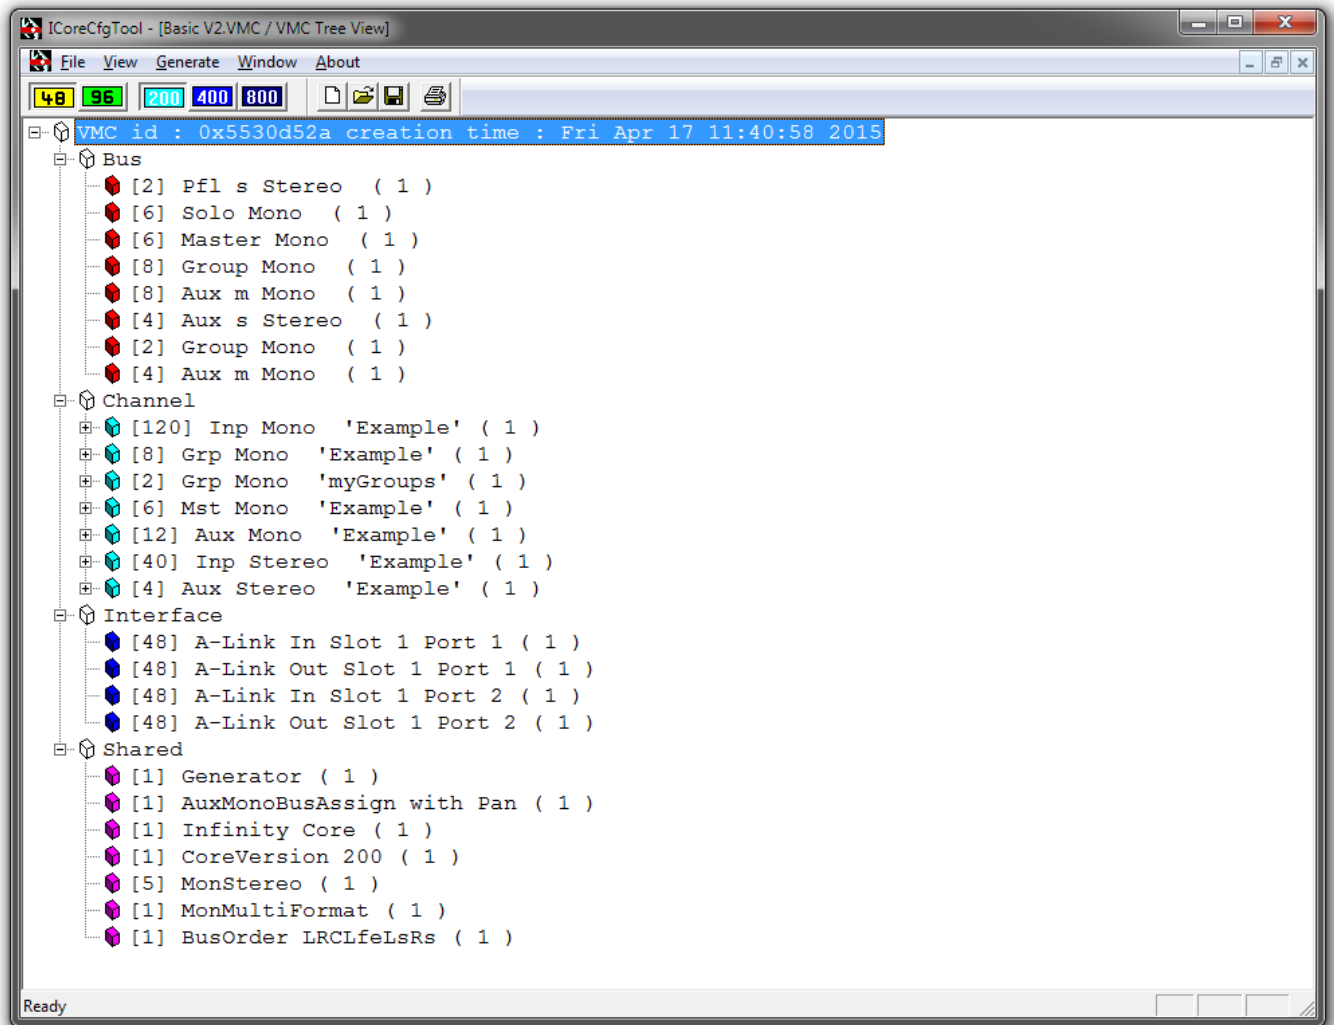 ICoreCfgTool - [Basic V2.VMC / VMC Tree View]
File View Generate Window About
48 96 200 400 800
VMC id : 0x5530d52a creation time : Fri Apr 17 11:40:58 2015
Bus
[2] Pfl s Stereo ( 1 )
[6] Solo Mono ( 1 )
[6] Master Mono ( 1 )
[8] Group Mono ( 1 )
[8] Aux m Mono ( 1 )
[4] Aux s Stereo ( 1 )
[2] Group Mono ( 1 )
[4] Aux m Mono ( 1 )
Channel
[120] Inp Mono 'Example' ( 1 )
[8] Grp Mono 'Example' ( 1 )
[2] Grp Mono 'myGroups' ( 1 )
[6] Mst Mono 'Example' ( 1 )
[12] Aux Mono 'Example' ( 1 )
[40] Inp Stereo 'Example' ( 1 )
[4] Aux Stereo 'Example' ( 1 )
Interface
[48] A-Link In Slot 1 Port 1 ( 1 )
[48] A-Link Out Slot 1 Port 1 ( 1 )
[48] A-Link In Slot 1 Port 2 ( 1 )
[48] A-Link Out Slot 1 Port 2 ( 1 )
Shared
[1] Generator ( 1 )
[1] AuxMonoBusAssign with Pan ( 1 )
[1] Infinity Core ( 1 )
[1] CoreVersion 200 ( 1 )
[5] MonStereo ( 1 )
[1] MonMultiFormat ( 1 )
[1] BusOrder LRCLfeLsRs ( 1 )
Ready